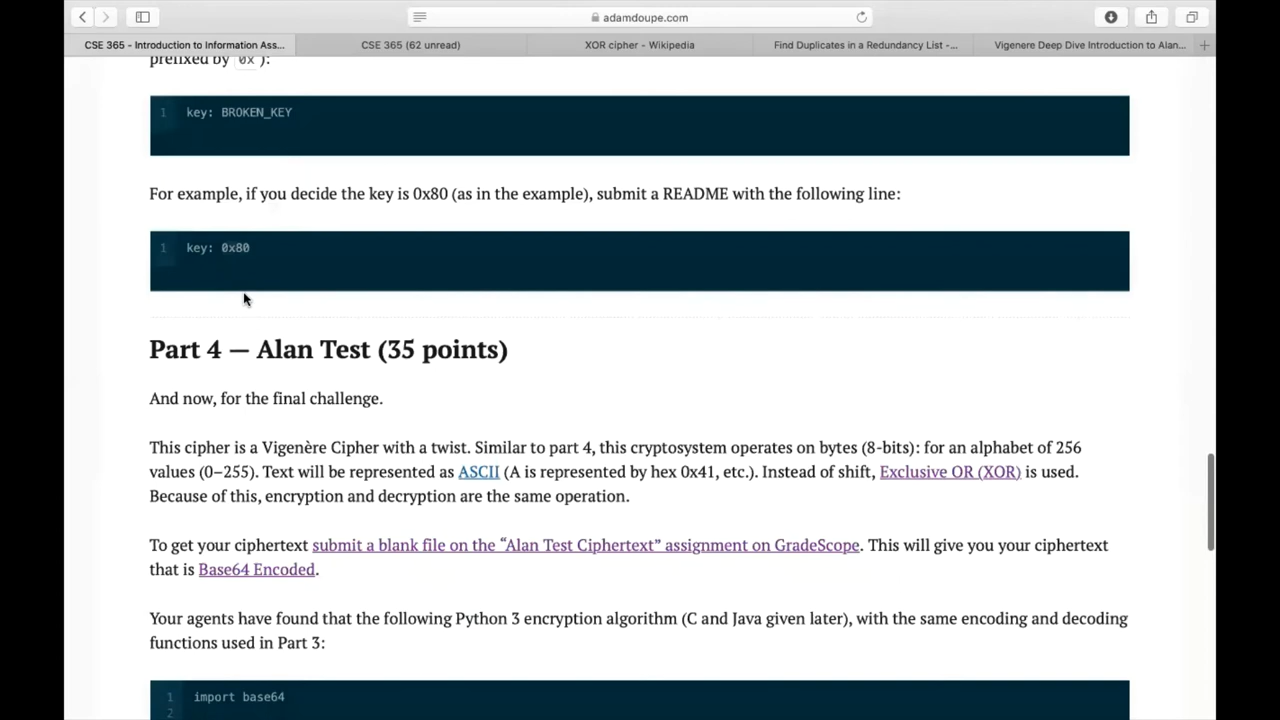 adamdoupe.com
CSE 365 - Introduction to Information Ass...
CSE 365 (62 unread)
XOR cipher - Wikipedia
Find Duplicates in a Redundancy List -...
Vigenere Deep Dive Introduction to Alan...
prefixed by 0x ):
1 key: BROKEN_KEY
For example, if you decide the key is 0x80 (as in the example), submit a README with the following line:
1 key: 0x80
Part 4 — Alan Test (35 points)
And now, for the final challenge.
This cipher is a Vigenère Cipher with a twist. Similar to part 4, this cryptosystem operates on bytes (8-bits): for an alphabet of 256
values (0–255). Text will be represented as ASCII (A is represented by hex 0x41, etc.). Instead of shift, Exclusive OR (XOR) is used.
Because of this, encryption and decryption are the same operation.
To get your ciphertext submit a blank file on the “Alan Test Ciphertext” assignment on GradeScope. This will give you your ciphertext
that is Base64 Encoded.
Your agents have found that the following Python 3 encryption algorithm (C and Java given later), with the same encoding and decoding
functions used in Part 3:
1 import base64
2